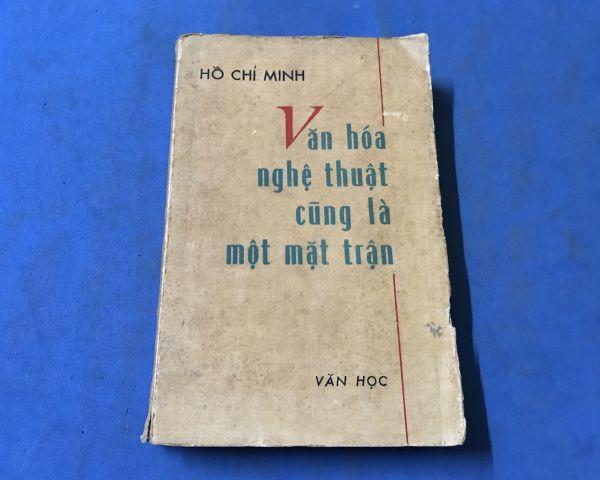 HỒ CHÍ MINH
Văn hóa
nghệ thuật
cũng là
một mặt trận
VĂN HỌC